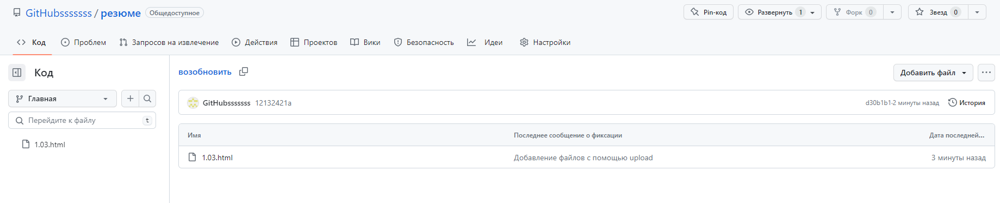 GitHubsssssss / резюме Общедоступное Pin-код Развернуть 1 Форк 0 Звезд 0
Код Проблем Запросов на извлечение Действия Проектов Вики Безопасность Идеи Настройки
Код
Главная
Перейдите к файлу t
1.03.html
возобновить Добавить файл ...
GitHubsssssss 12132421a d30b1b1·2 минуты назад История
Имя Последнее сообщение о фиксации Дата последней...
1.03.html Добавление файлов с помощью upload 3 минуты назад